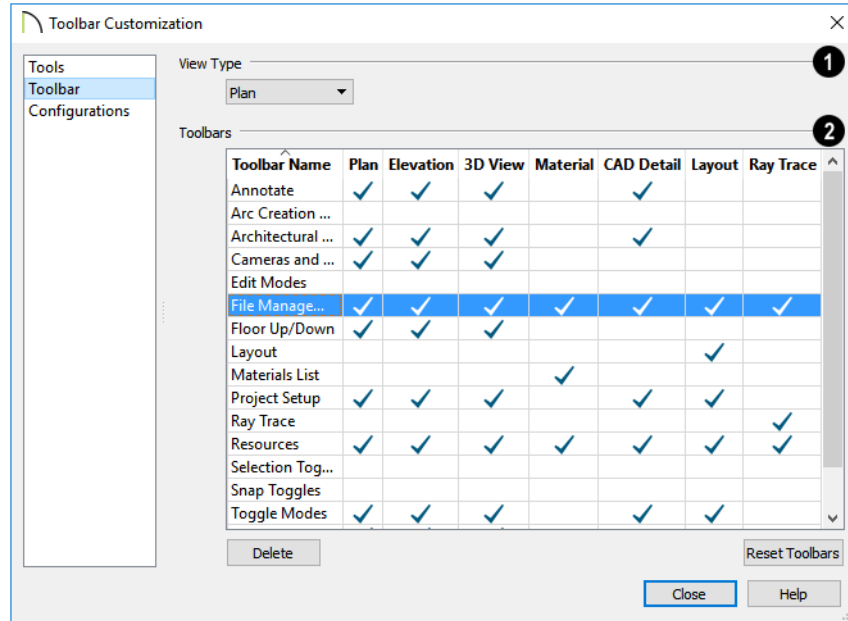 Toolbar Customization
Tools
Toolbar
Configurations
View Type
1
Plan
Toolbars
2
Toolbar Name Plan Elevation 3D View Material CAD Detail Layout Ray Trace
Annotate
Arc Creation ...
Architectural ...
Cameras and ...
Edit Modes
File Manage...
Floor Up/Down
Layout
Materials List
Project Setup
Ray Trace
Resources
Selection Tog...
Snap Toggles
Toggle Modes
Delete Reset Toolbars
Close Help